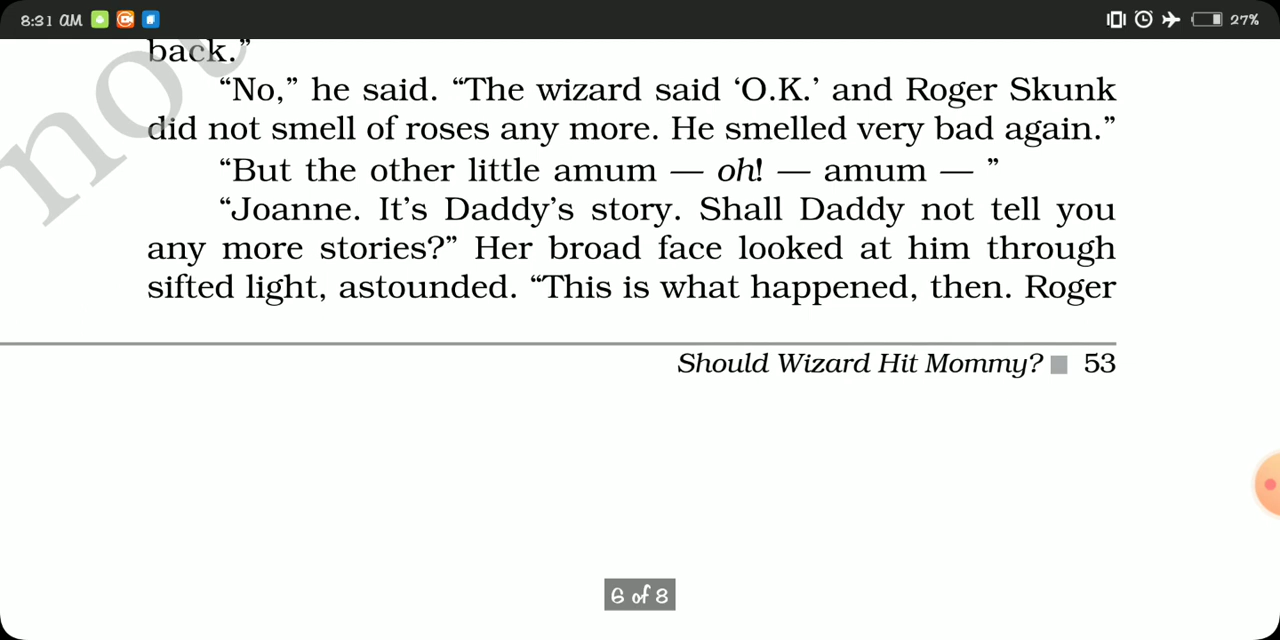 8:31 AM
27%
back.”
“No,” he said. “The wizard said ‘O.K.’ and Roger Skunk
did not smell of roses any more. He smelled very bad again.”
“But the other little amum — oh! — amum — ”
“Joanne. It’s Daddy’s story. Shall Daddy not tell you
any more stories?” Her broad face looked at him through
sifted light, astounded. “This is what happened, then. Roger
Should Wizard Hit Mommy? 53
6 of 8
not